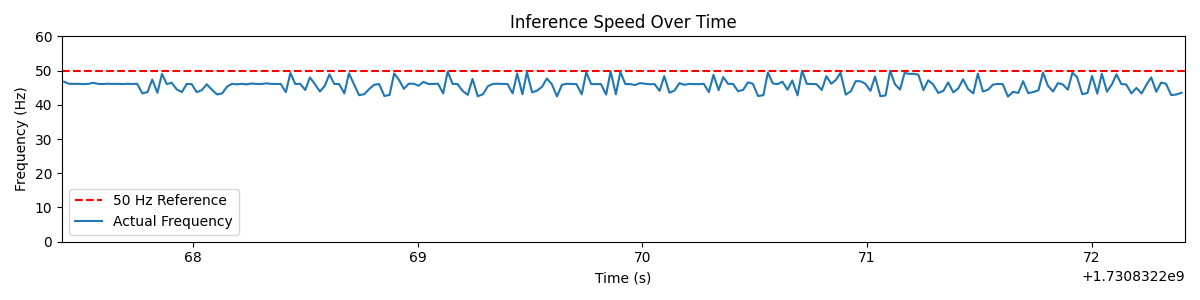 Inference Speed Over Time
60
50
40
30
20
10
0
Frequency (Hz)
50 Hz Reference
Actual Frequency
68
69
70
71
72
Time (s)
+1.7308322e9